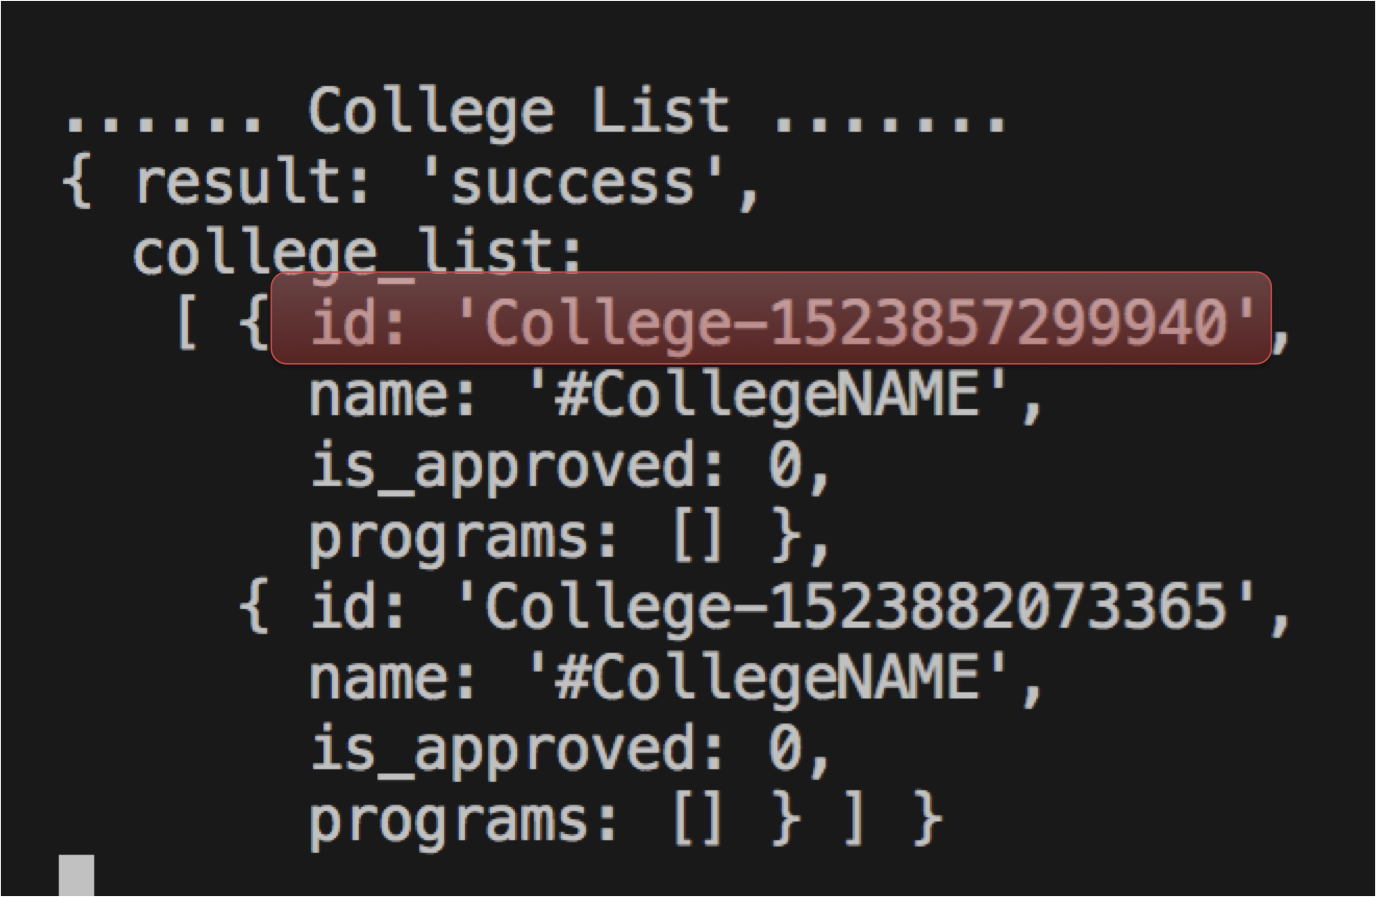 ...... College List .......
{ result: 'success',
college_list:
[ { id: 'College-1523857299940',
name: '#CollegeNAME',
is_approved: 0,
programs: [] },
{ id: 'College-1523882073365',
name: '#CollegeNAME',
is_approved: 0,
programs: [] } ] }